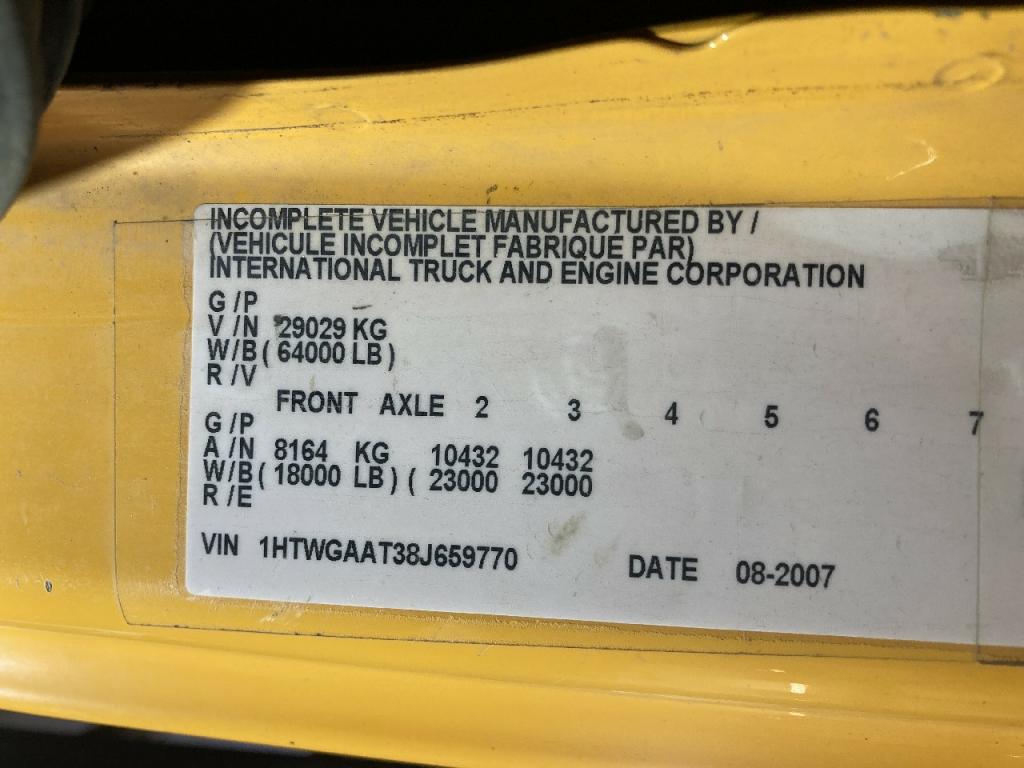 INCOMPLETE VEHICLE MANUFACTURED BY /
(VEHICULE INCOMPLET FABRIQUE PAR)
INTERNATIONAL TRUCK AND ENGINE CORPORATION
G /P
V /N 29029 KG
W/B ( 64000 LB )
R /V
FRONT AXLE 2 3 4 5 6 7
G /P
A /N 8164 KG 10432 10432
W/B ( 18000 LB ) ( 23000 23000
R /E
VIN 1HTWGAAT38J659770 DATE 08-2007